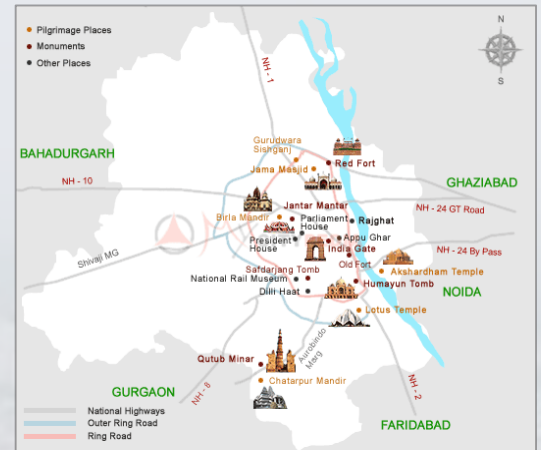 N
S
Pilgrimage Places
Monuments
Other Places
NH - 1
Gurudwara
Sishganj
Red Fort
Jama Masjid
BAHADURGARH
GHAZIABAD
NH - 10
NH - 24 GT Road
Jantar Mantar
Birla Mandir
Parliament
House
Rajghat
President
House
Appu Ghar
India Gate
NH - 24 By Pass
Shivaji MG
Old Fort
Safdarjang Tomb
Akshardham Temple
National Rail Museum
Humayun Tomb
Dilli Haat
NOIDA
Lotus Temple
Aurobindo
Marg
Qutub Minar
Chatarpur Mandir
GURGAON
NH - 8
NH - 2
National Highways
Outer Ring Road
Ring Road
FARIDABAD